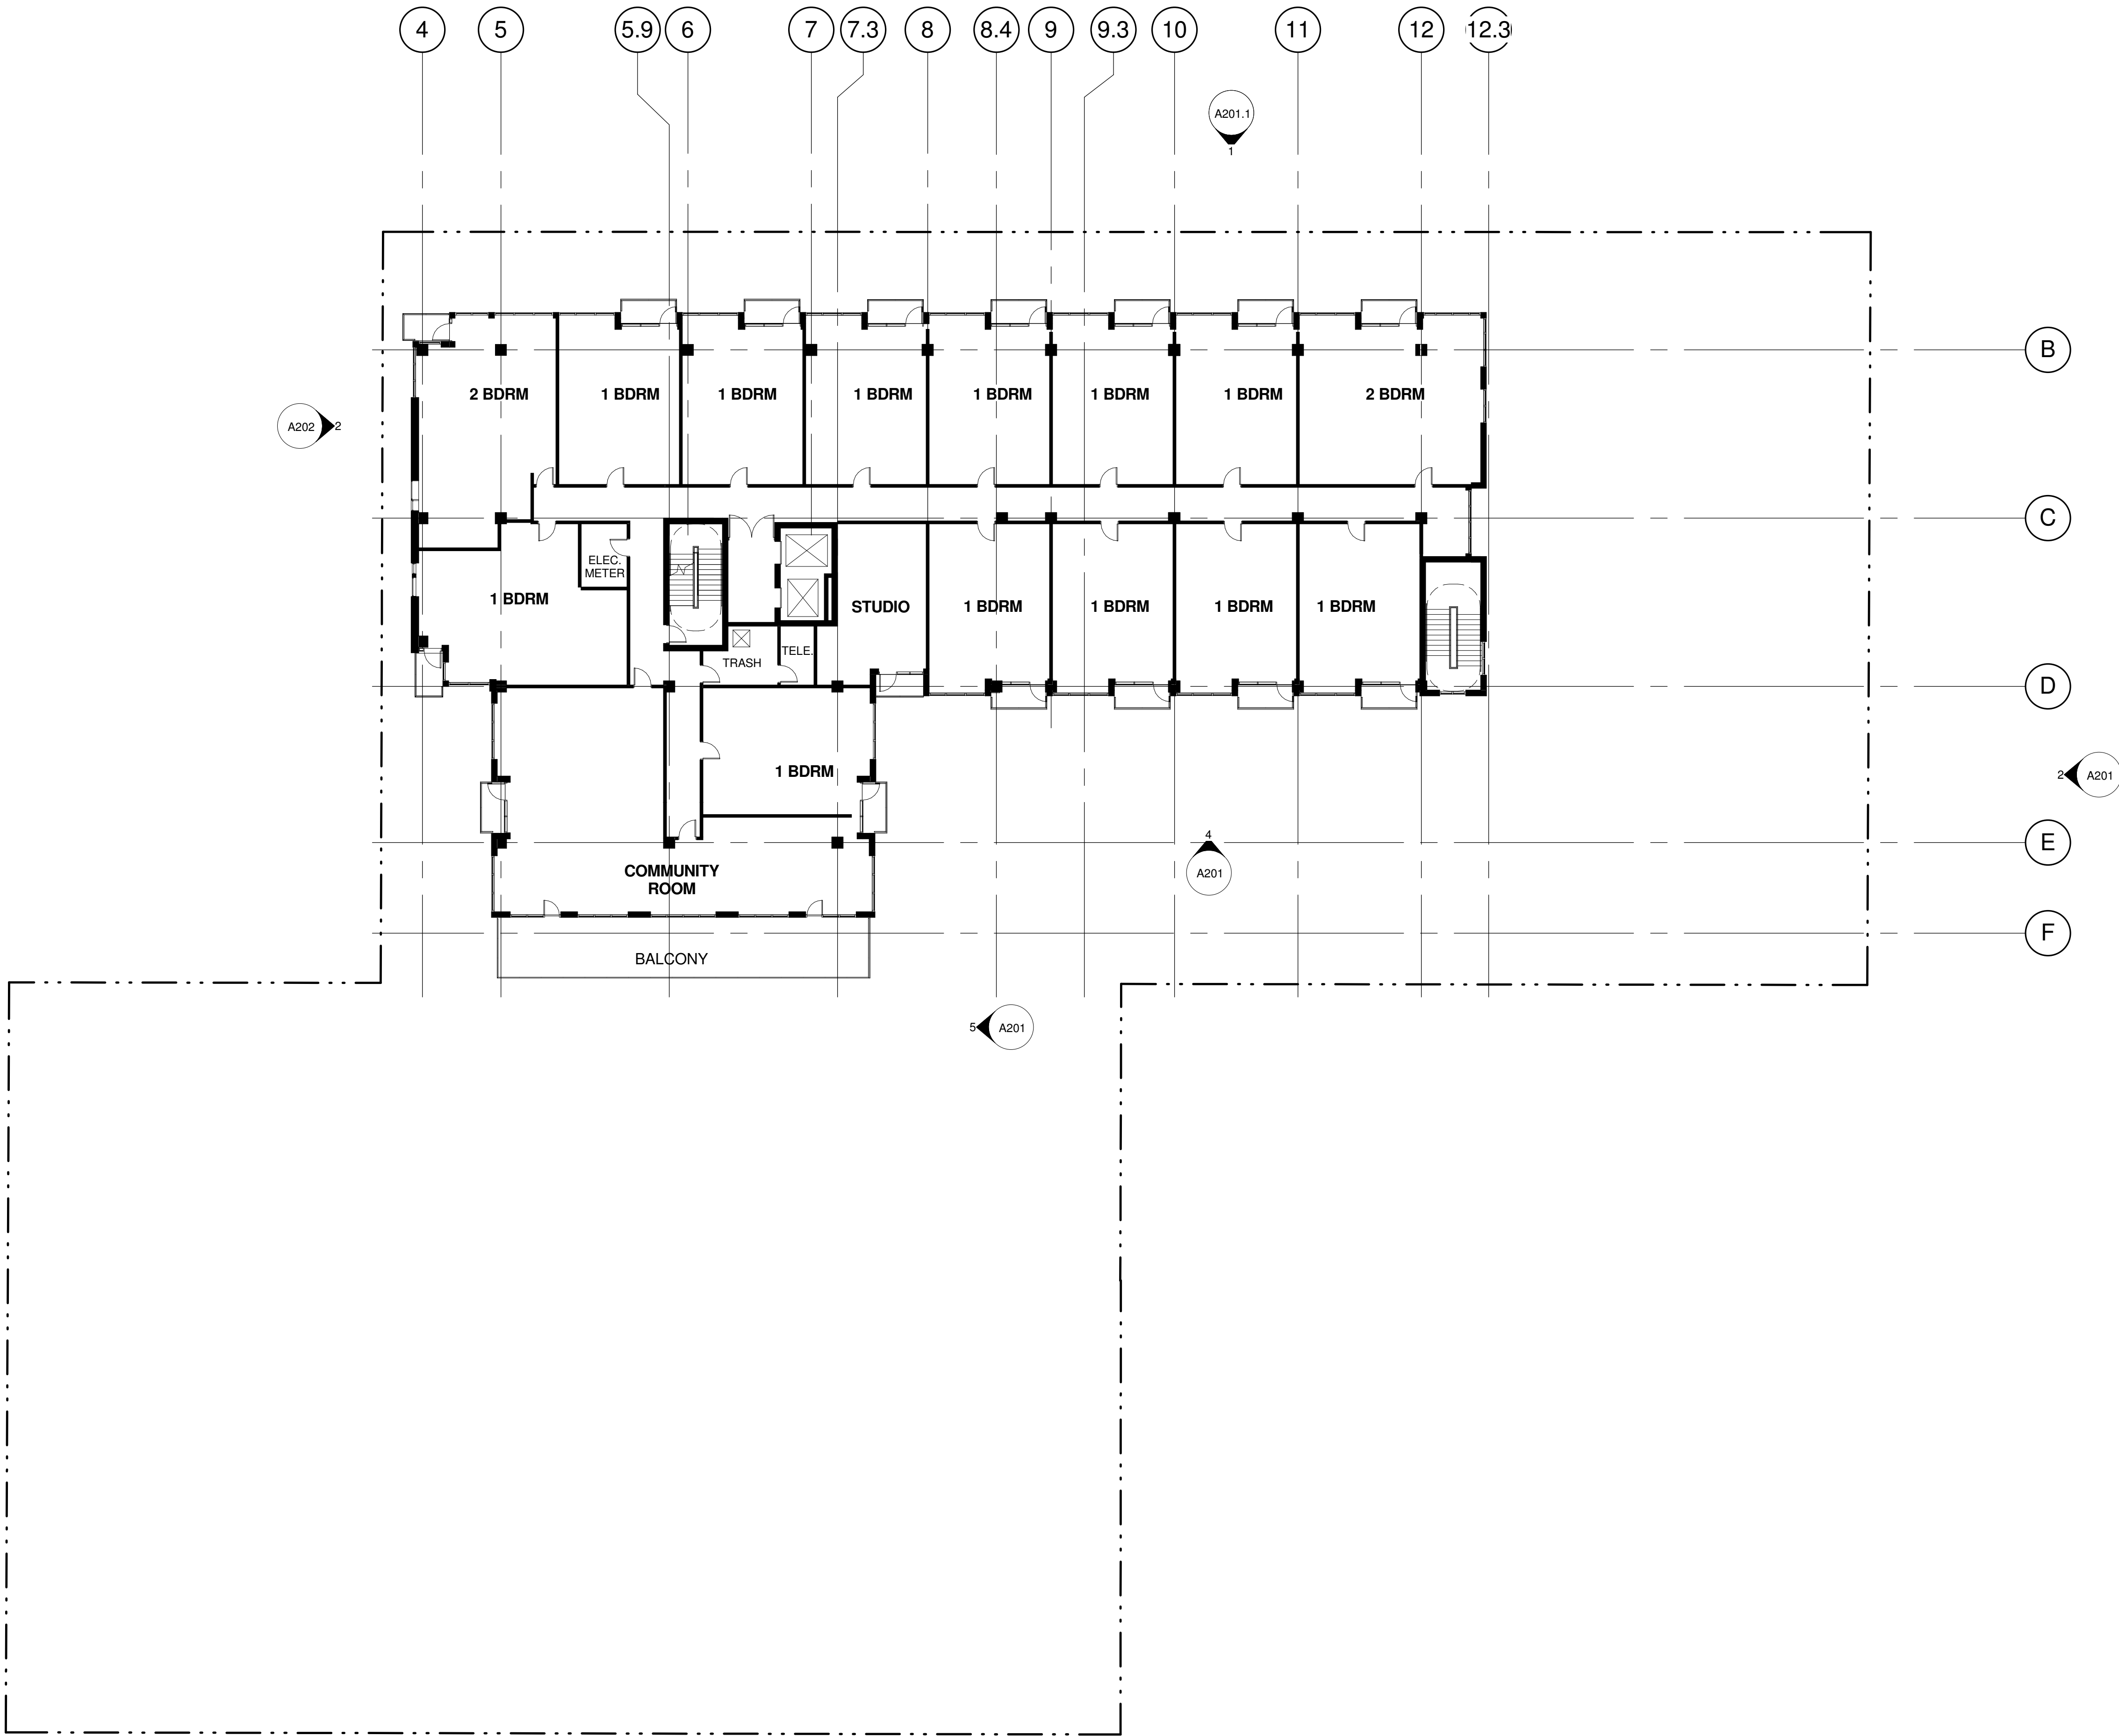 4 5 5.9 6 7 7.3 8 8.4 9 9.3 10 11 12 12.3
A201.1
1
B
2 BDRM 1 BDRM 1 BDRM 1 BDRM 1 BDRM 1 BDRM 1 BDRM 2 BDRM
A202 2
C
ELEC.
METER
1 BDRM
STUDIO 1 BDRM 1 BDRM 1 BDRM 1 BDRM
TELE.
TRASH
D
1 BDRM
2 A201
4
E
COMMUNITY
ROOM
A201
F
BALCONY
5 A201